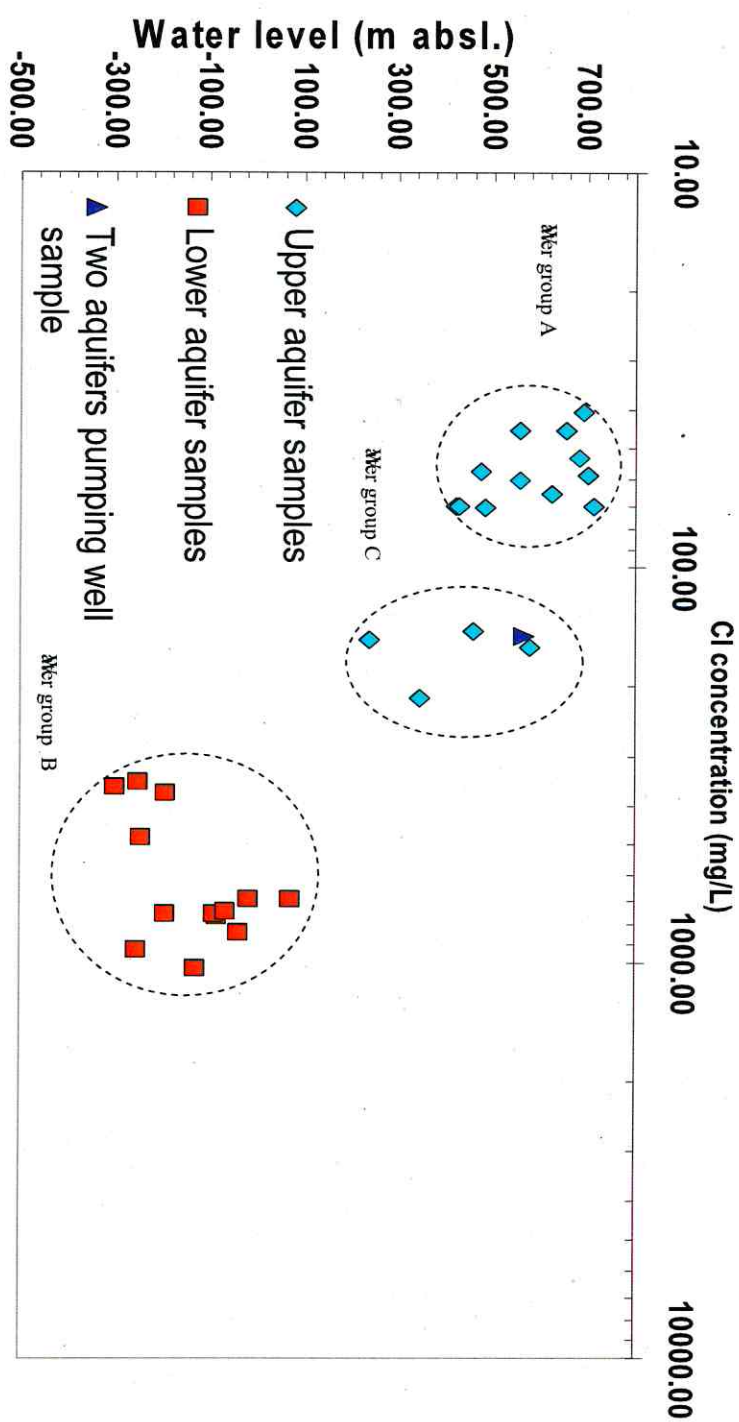 Cl concentration (mg/L)
10.00 100.00 1000.00 10000.00
Water level (m absl.)
700.00
500.00
300.00
100.00
-100.00
-300.00
-500.00
group A
group C
group B
Upper aquifer samples
Lower aquifer samples
Two aquifers pumping well
sample